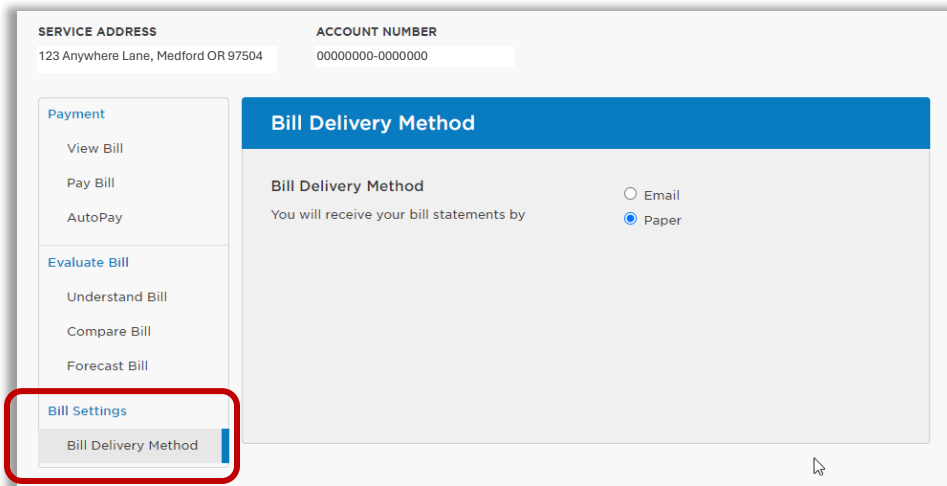 SERVICE ADDRESS
ACCOUNT NUMBER
123 Anywhere Lane, Medford OR 97504
00000000-0000000
Payment
View Bill
Pay Bill
AutoPay
Evaluate Bill
Understand Bill
Compare Bill
Forecast Bill
Bill Settings
Bill Delivery Method
Bill Delivery Method
Bill Delivery Method
You will receive your bill statements by
Email
Paper